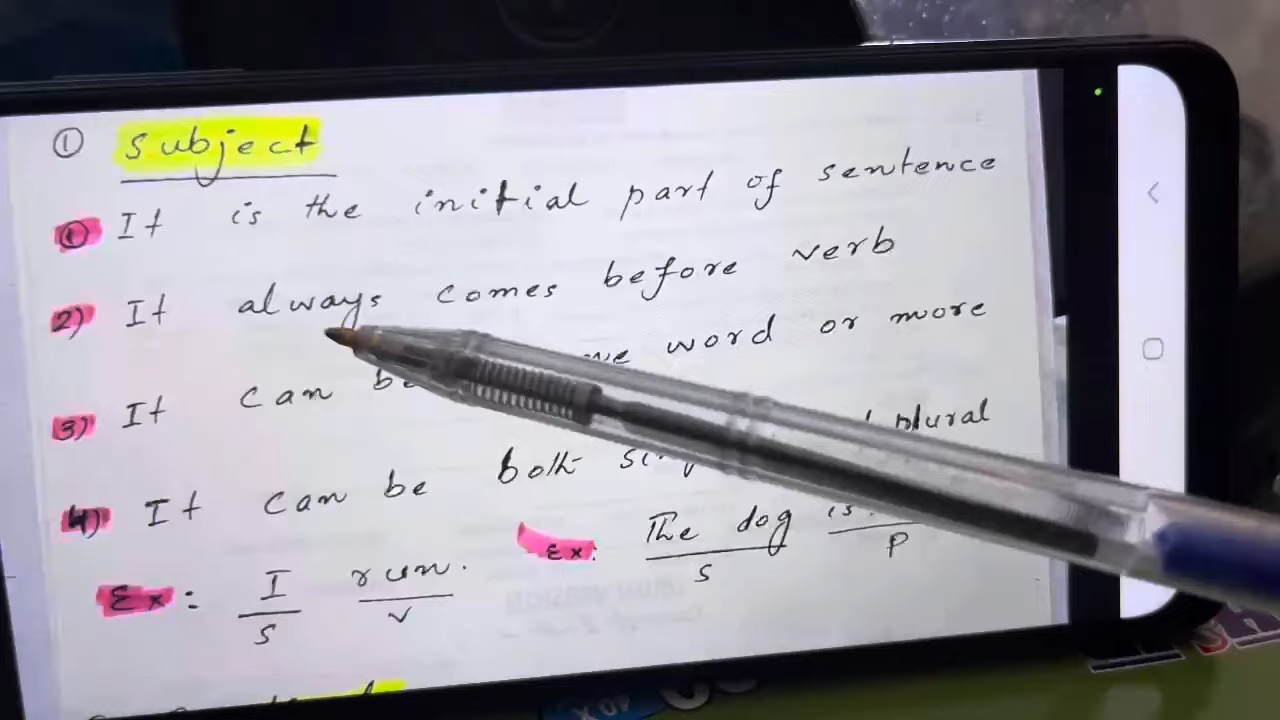 ① Subject
① It is the initial part of sentence
2) It always comes before verb
3) It can be word or more
4) It can be both plural
Ex: I run. Ex: The dog is
S V S P